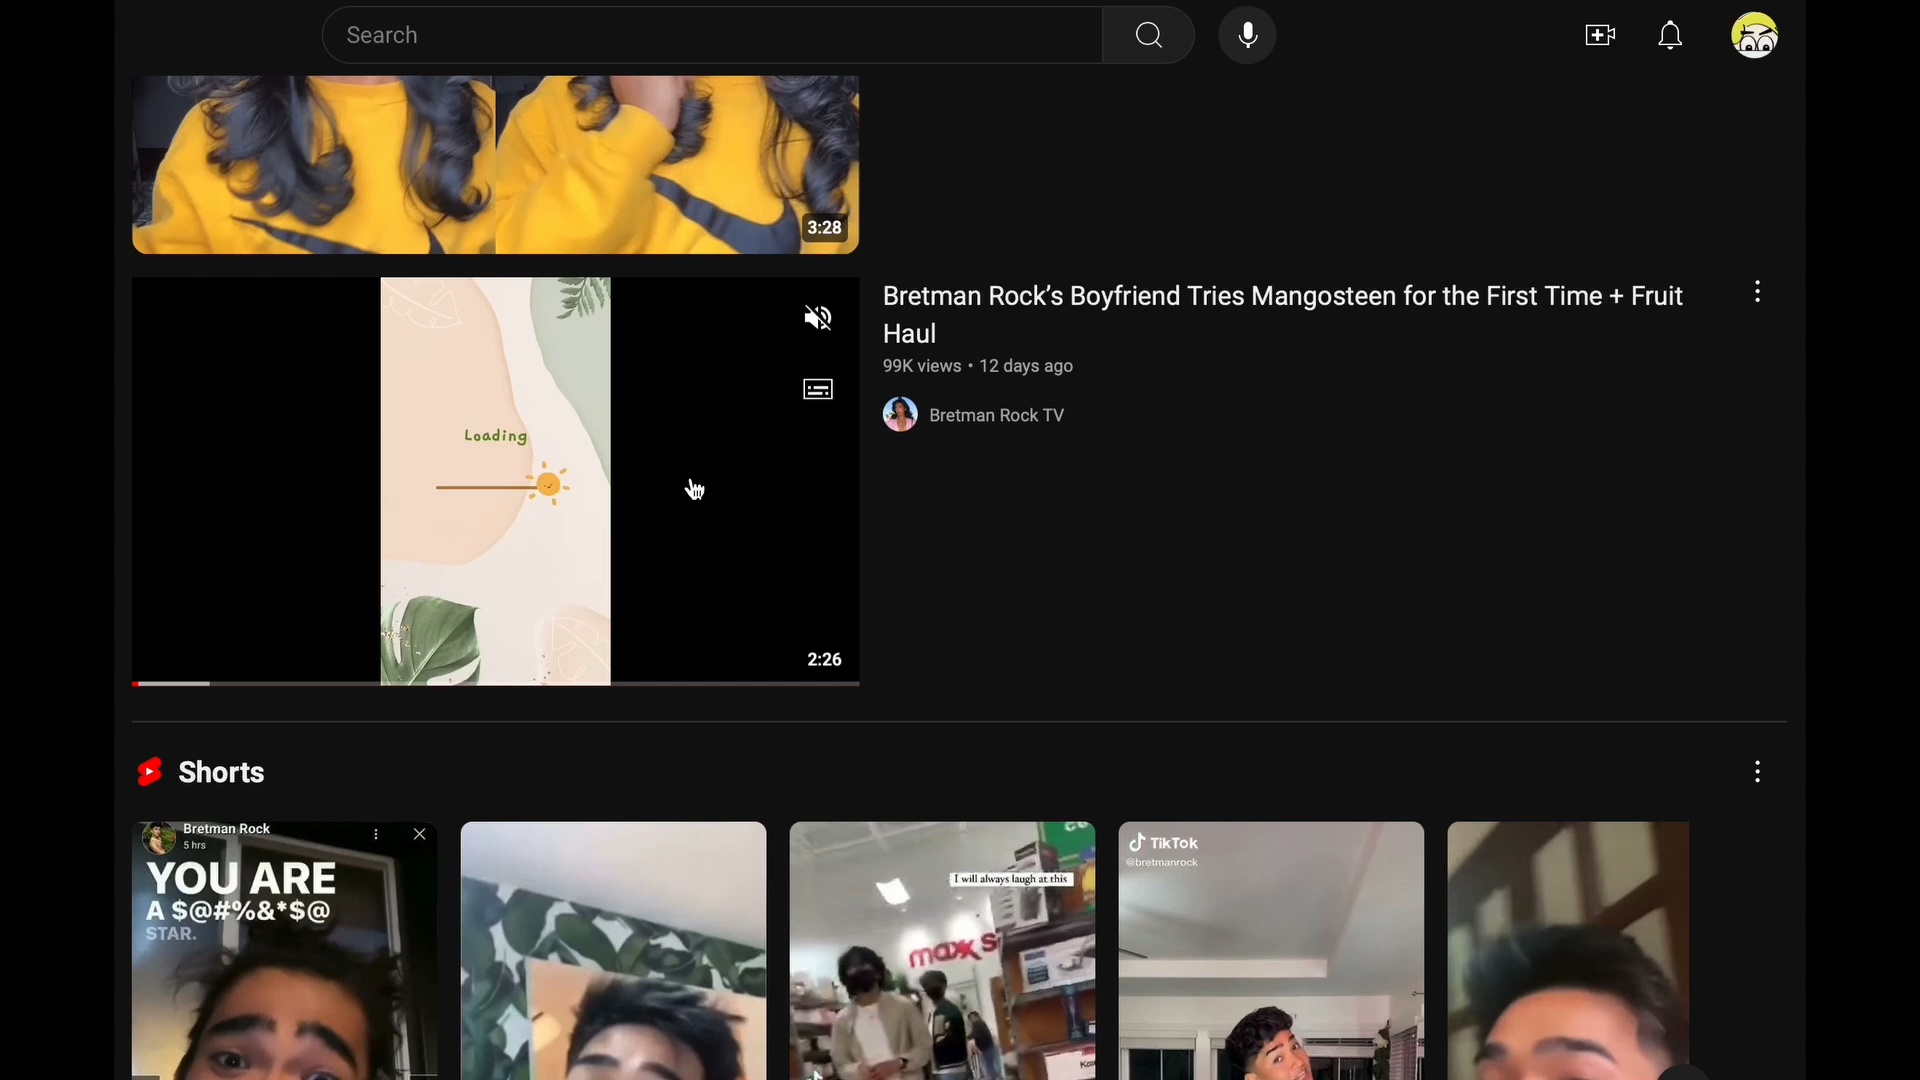 Search
3:28
Bretman Rock’s Boyfriend Tries Mangosteen for the First Time + Fruit
Haul
99K views • 12 days ago
Bretman Rock TV
Loading
2:26
Shorts
Bretman Rock
5 hrs
YOU ARE
A $@#%&*$@
STAR.
I will always laugh at this
maxx
TikTok
@bretmanrock